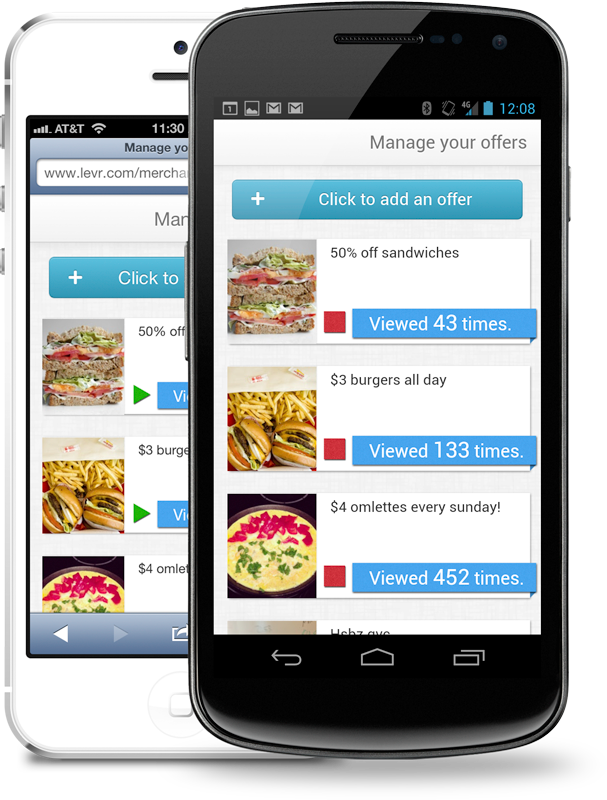 AT&T 11:30
Manage yo
www.levr.com/mercha
Man
+ Click to
50% off
Vi
$3 burge
Vi
$4 omlet
1 4G 12:08
Manage your offers
+ Click to add an offer
50% off sandwiches
Viewed 43 times.
$3 burgers all day
Viewed 133 times.
$4 omlettes every sunday!
Viewed 452 times.